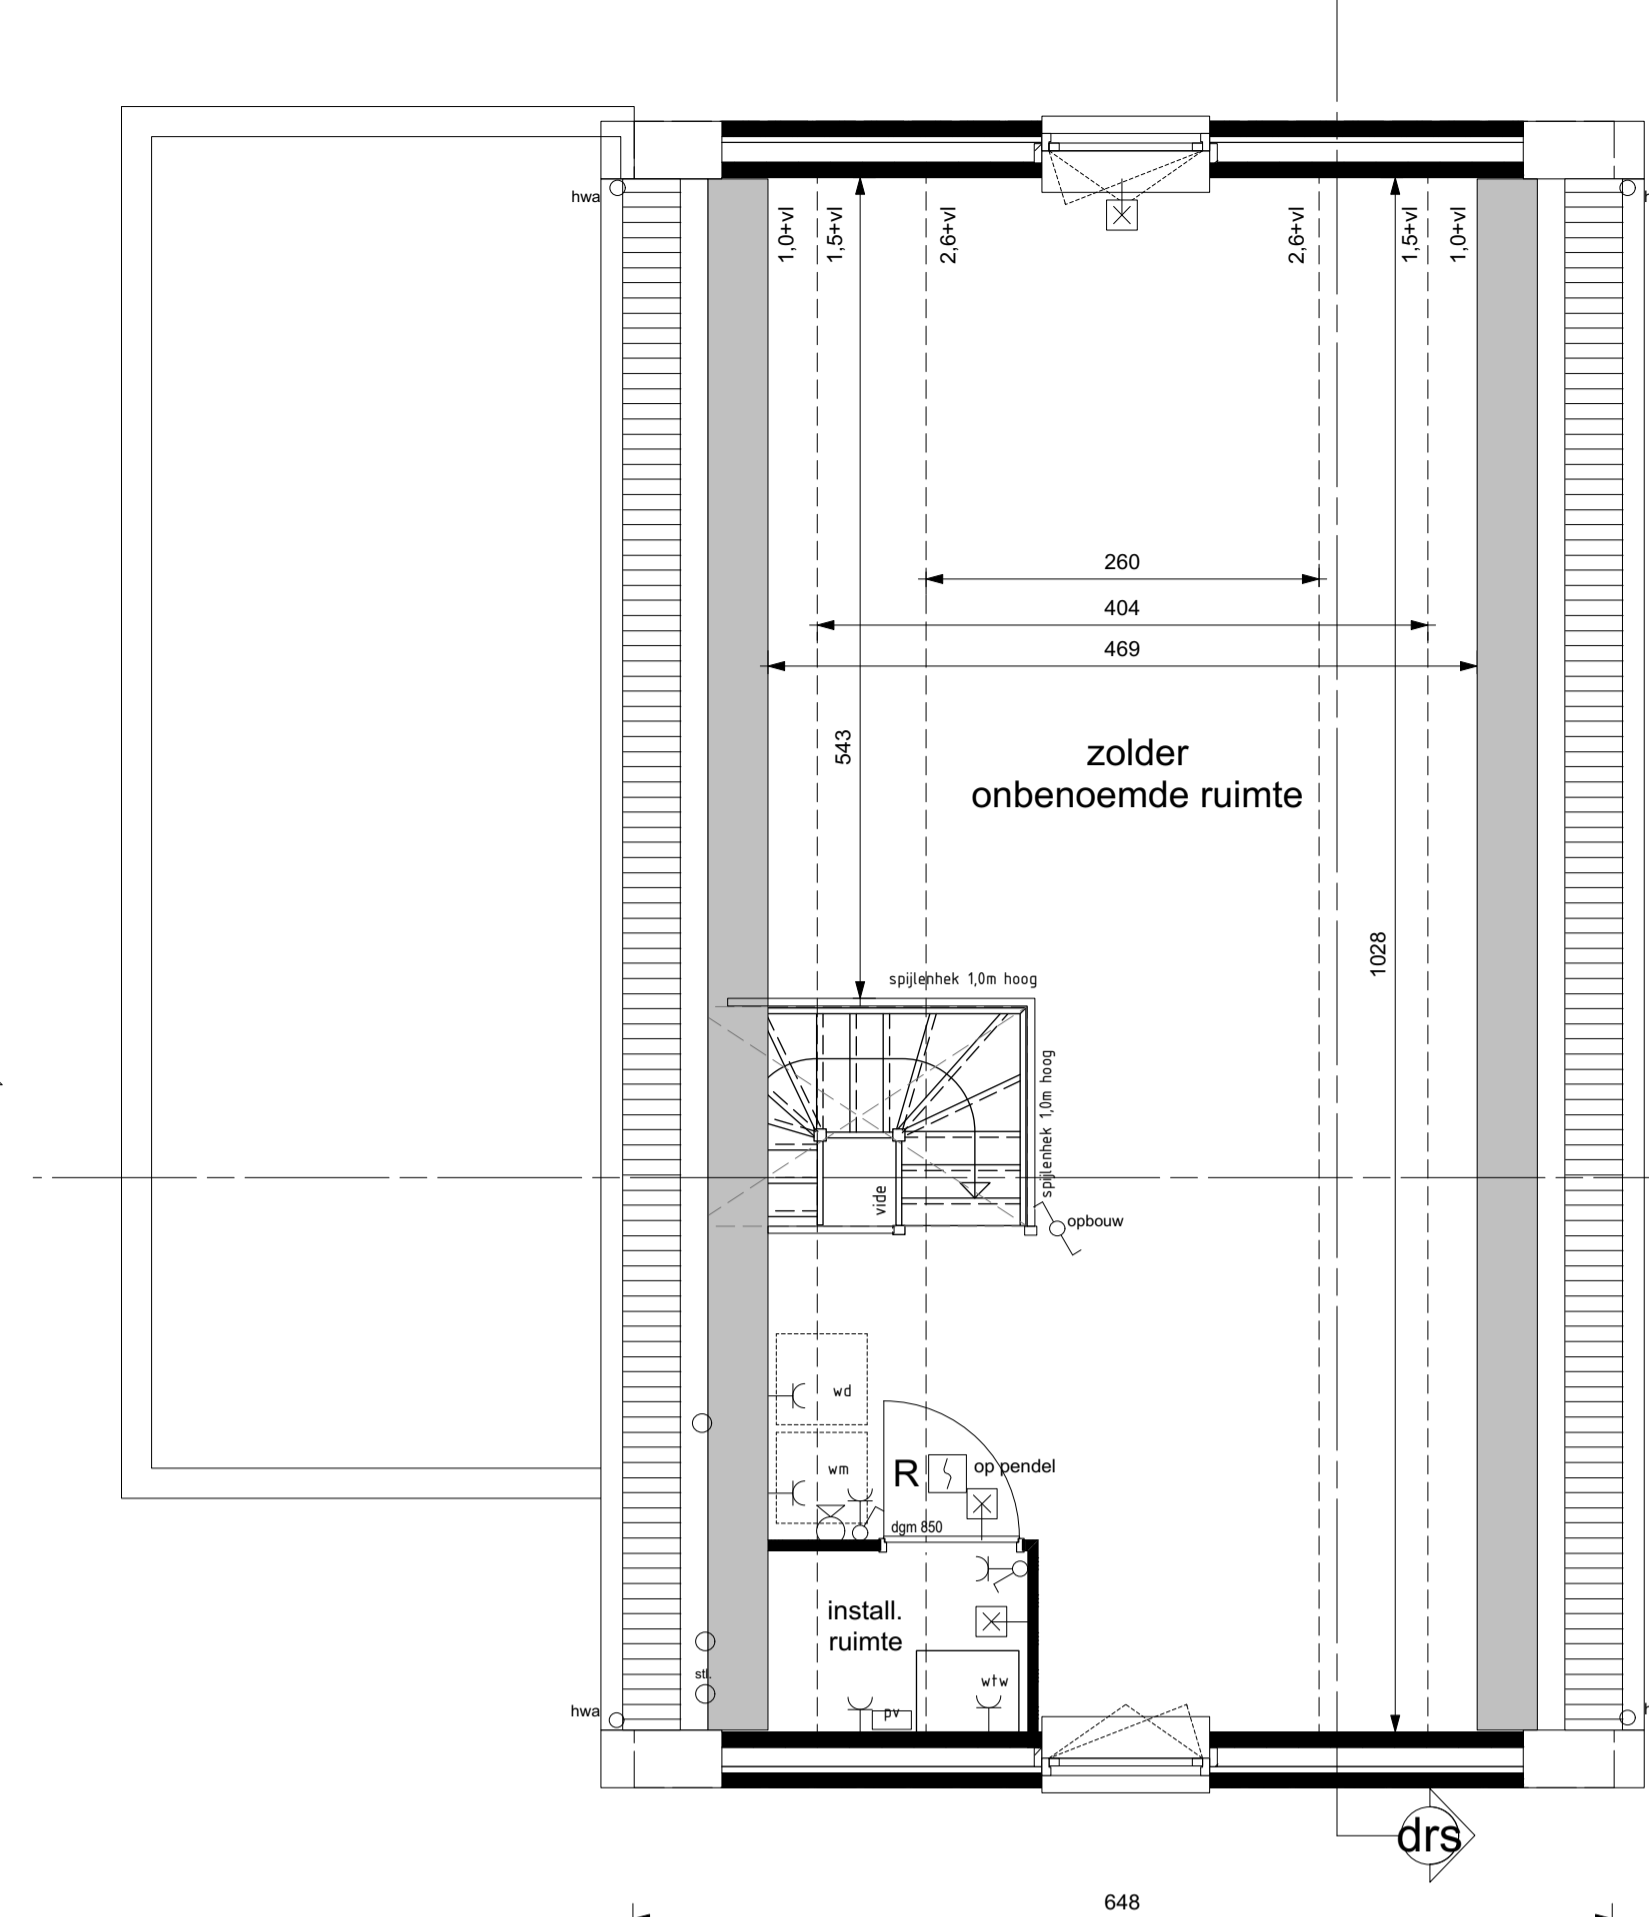 hwa
1,0+vl
1,5+vl
2,6+vl
2,6+vl
1,5+vl
1,0+vl
260
404
469
543
zolder
onbenoemde ruimte
1028
spijlenhek 1,0m hoog
spijlenhek 1,0m hoog
vide
opbouw
wd
wm
R
op pendel
dgm 850
install.
ruimte
stl.
wtw
hwa
pv
drs
648